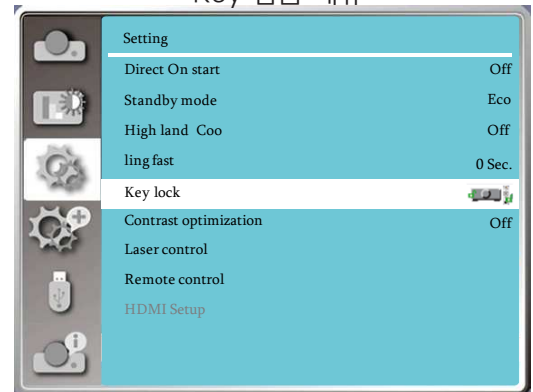 Key
Setting
Direct On start Off
Standby mode Eco
High land Coo Off
ling fast 0 Sec.
Key lock
Contrast optimization Off
Laser control
Remote control
HDMI Setup